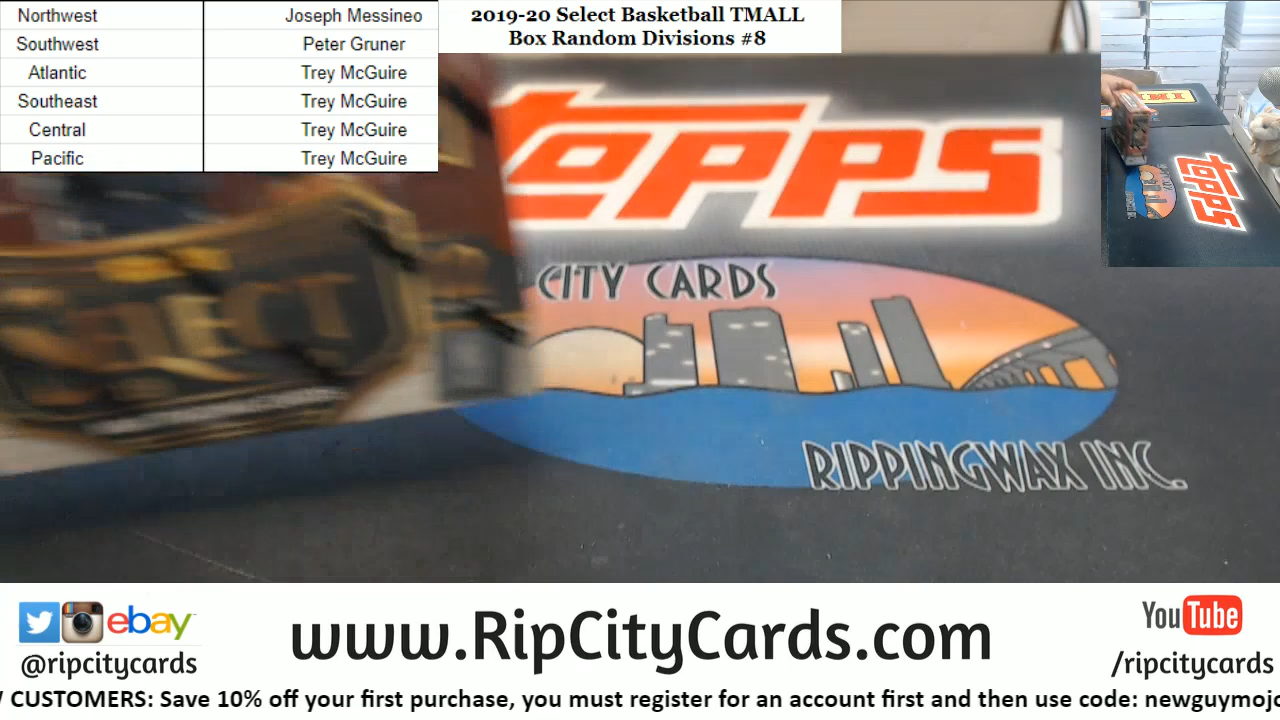 Northwest Joseph Messineo
Southwest Peter Gruner
Atlantic Trey McGuire
Southeast Trey McGuire
Central Trey McGuire
Pacific Trey McGuire
2019-20 Select Basketball TMALL
Box Random Divisions #8
topps
CITY CARDS
RIPPINGWAX INC.
SELECT
topps
ebay
@ripcitycards
www.RipCityCards.com
YouTube
/ripcitycards
CUSTOMERS: Save 10% off your first purchase, you must register for an account first and then use code: newguymojo